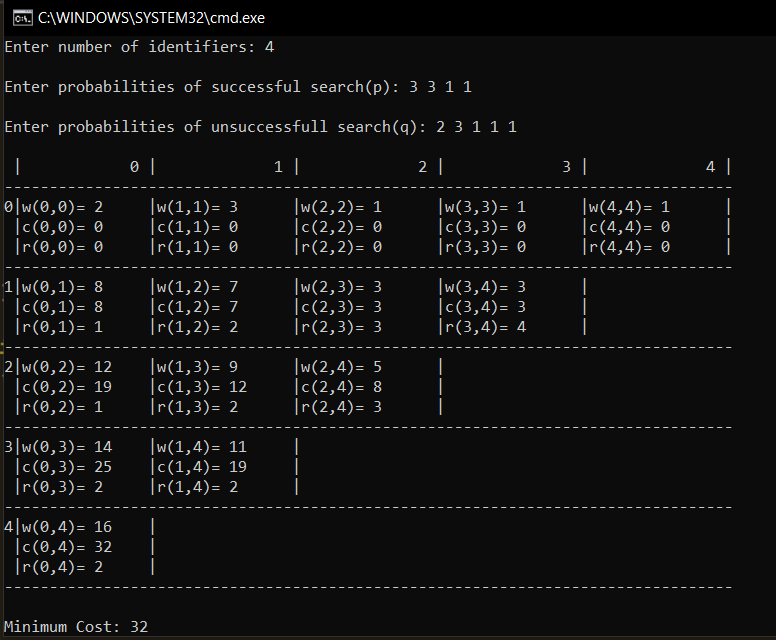 C:\WINDOWS\SYSTEM32\cmd.exe
Enter number of identifiers: 4
Enter probabilities of successful search(p): 3 3 1 1
Enter probabilities of unsuccessfull search(q): 2 3 1 1 1
 |            0 |             1 |             2 |             3 |             4 |
---------------------------------------------------------------------------------
0|w(0,0)= 2     |w(1,1)= 3      |w(2,2)= 1      |w(3,3)= 1      |w(4,4)= 1      |
 |c(0,0)= 0     |c(1,1)= 0      |c(2,2)= 0      |c(3,3)= 0      |c(4,4)= 0      |
 |r(0,0)= 0     |r(1,1)= 0      |r(2,2)= 0      |r(3,3)= 0      |r(4,4)= 0      |
---------------------------------------------------------------------------------
1|w(0,1)= 8     |w(1,2)= 7      |w(2,3)= 3      |w(3,4)= 3      |
 |c(0,1)= 8     |c(1,2)= 7      |c(2,3)= 3      |c(3,4)= 3      |
 |r(0,1)= 1     |r(1,2)= 2      |r(2,3)= 3      |r(3,4)= 4      |
---------------------------------------------------------------------------------
2|w(0,2)= 12    |w(1,3)= 9      |w(2,4)= 5      |
 |c(0,2)= 19    |c(1,3)= 12     |c(2,4)= 8      |
 |r(0,2)= 1     |r(1,3)= 2      |r(2,4)= 3      |
---------------------------------------------------------------------------------
3|w(0,3)= 14    |w(1,4)= 11     |
 |c(0,3)= 25    |c(1,4)= 19     |
 |r(0,3)= 2     |r(1,4)= 2      |
---------------------------------------------------------------------------------
4|w(0,4)= 16    |
 |c(0,4)= 32    |
 |r(0,4)= 2     |
---------------------------------------------------------------------------------
Minimum Cost: 32